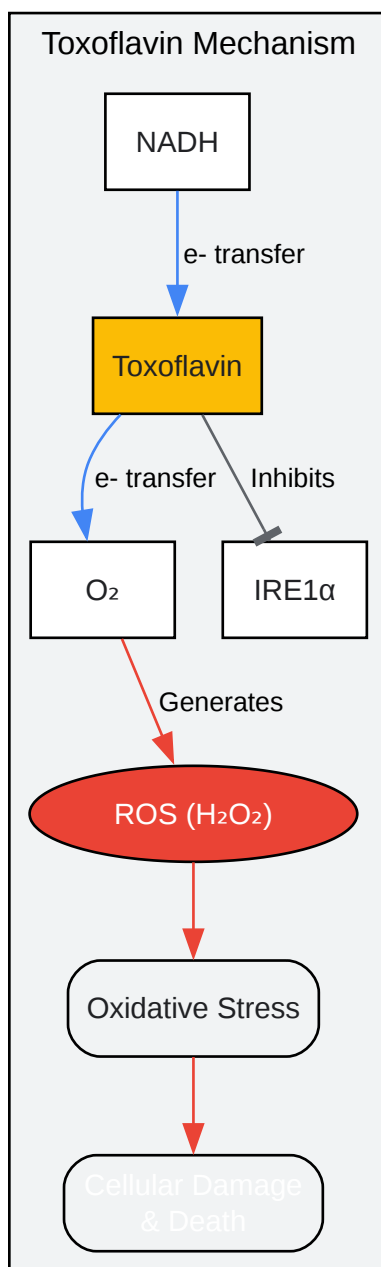 Toxoflavin Mechanism
NADH
e- transfer
Toxoflavin
e- transfer
Inhibits
O₂
IRE1α
Generates
ROS (H₂O₂)
Oxidative Stress
Cellular Damage
& Death